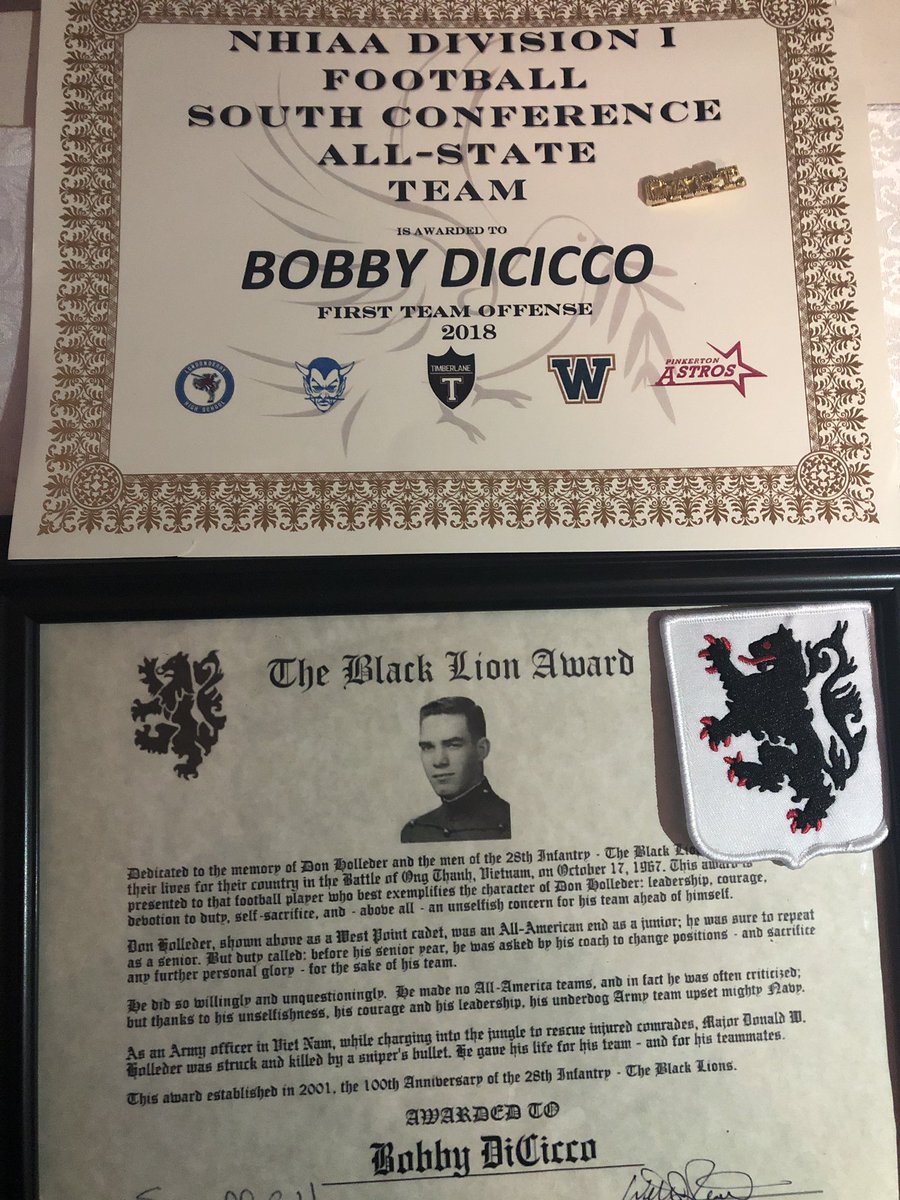 NHIAA DIVISION I
FOOTBALL
SOUTH CONFERENCE
ALL-STATE
TEAM
IS AWARDED TO
BOBBY DICICCO
FIRST TEAM OFFENSE
2018
LONDONDERRY
HIGH SCHOOL
TIMBERLANE
T
W
PINKERTON
ASTROS
The Black Lion Award
Dedicated to the memory of Don Holleder and the men of the 28th Infantry - The Black
their lives for their country in the Battle of Ong Thanh, Vietnam, on October 17, 1967. This award is
presented to that football player who best exemplifies the character of Don Holleder: leadership, courage,
devotion to duty, self-sacrifice, and - above all - an unselfish concern for his team ahead of himself.
Don Holleder, shown above as a West Point cadet, was an All-American end as a junior; he was sure to repeat
as a senior. But duty called: before his senior year, he was asked by his coach to change positions - and sacrifice
any further personal glory - for the sake of his team.
He did so willingly and unquestioningly. He made no All-America teams, and in fact he was often criticized;
but thanks to his unselfishness, his courage and his leadership, his underdog Army team upset mighty Navy.
As an Army officer in Viet Nam, while charging into the jungle to rescue injured comrades, Major Donald W.
Holleder was struck and killed by a sniper's bullet. He gave his life for his team - and for his teammates.
This award established in 2001, the 100th Anniversary of the 28th Infantry - The Black Lions.
AWARDED TO
Bobby DiCicco